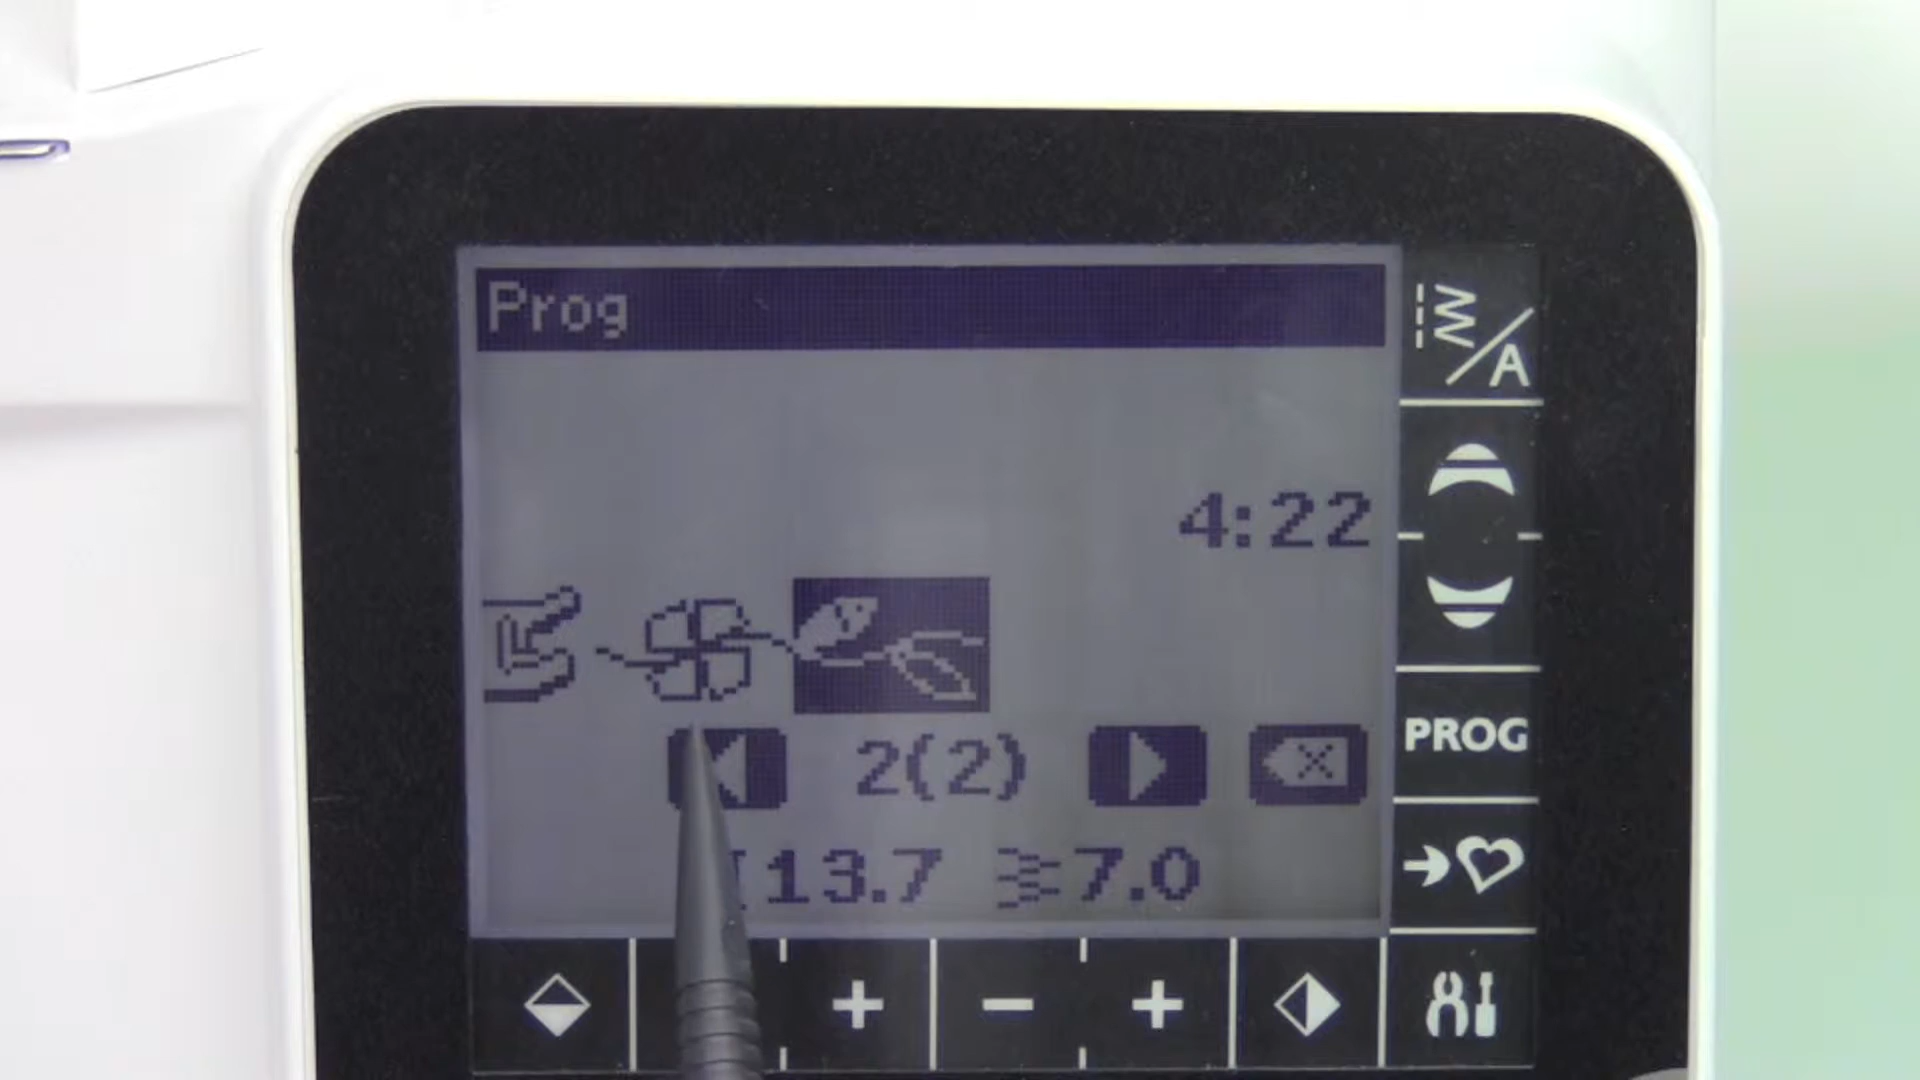 Prog
A
4:22
PROG
2(2)
13.7 7.0
+ − +